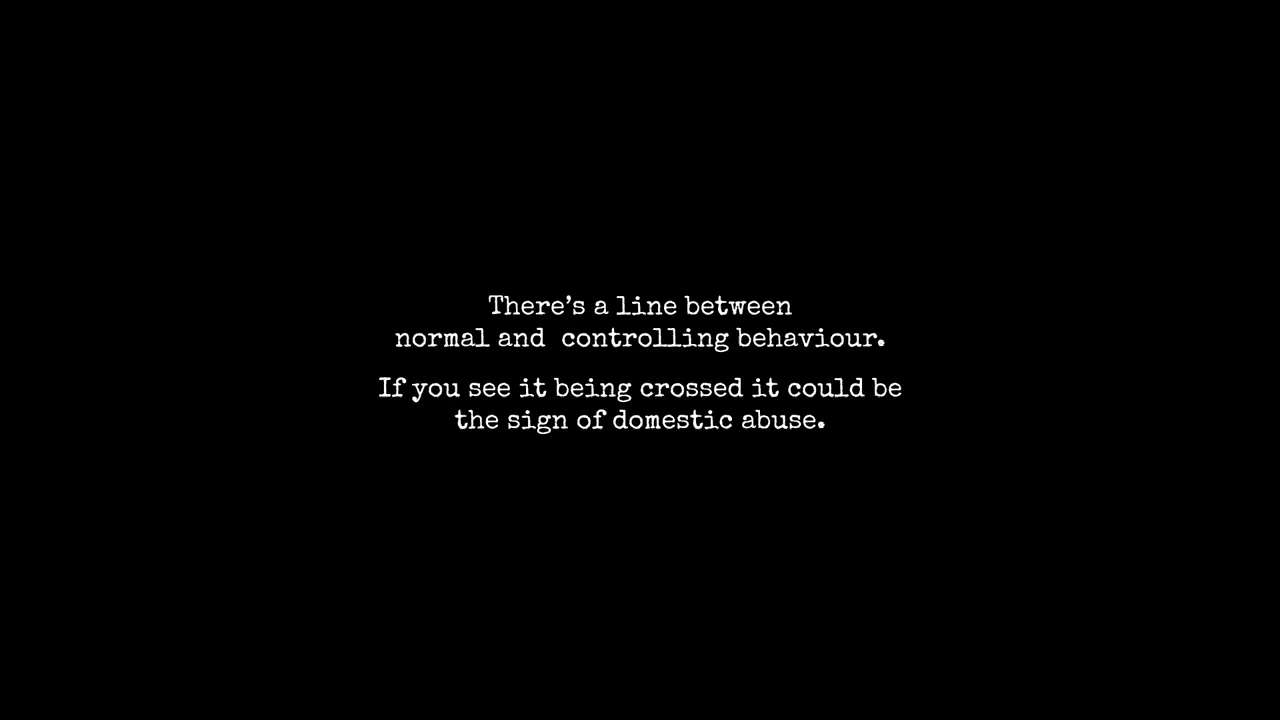 There’s a line between
normal and  controlling behaviour.
If you see it being crossed it could be
the sign of domestic abuse.